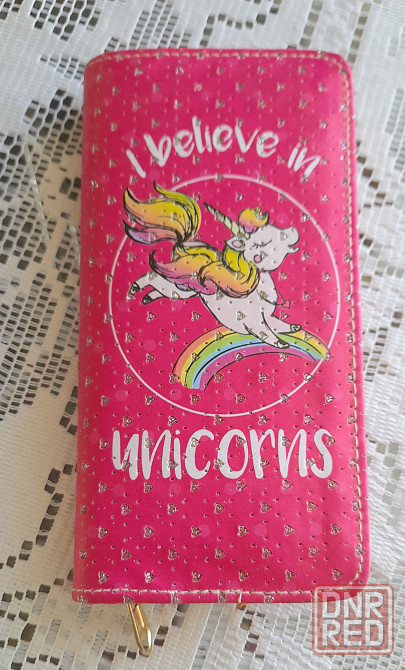 I believe in
unicorns
DNR
RED